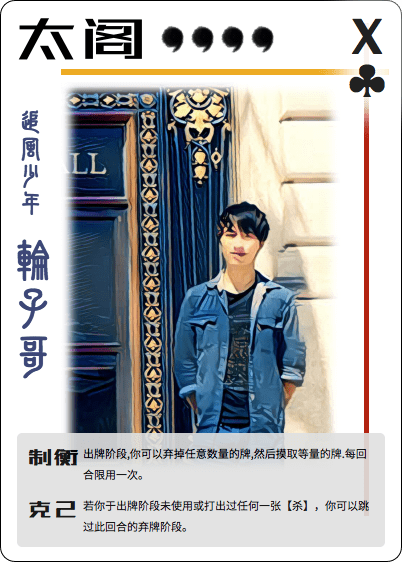 太阁
X
追風少年
輪子哥
ALL
制衡 出牌阶段,你可以弃掉任意数量的牌,然后摸取等量的牌.每回
合限用一次。
克己 若你于出牌阶段未使用或打出过任何一张【杀】，你可以跳
过此回合的弃牌阶段。